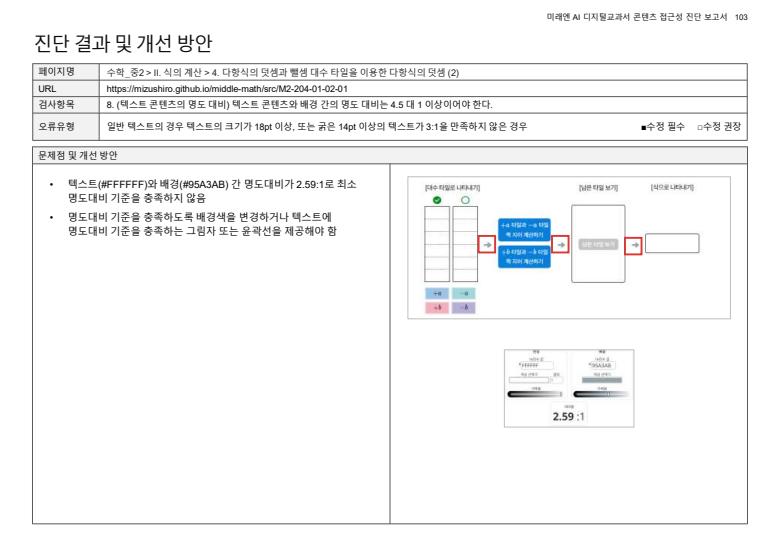 미래엔 AI 디지털교과서 콘텐츠 접근성 진단 보고서 103
진단 결과 및 개선 방안
페이지명 수학_중2 > II. 식의 계산 > 4. 다항식의 덧셈과 뺄셈 대수 타일을 이용한 다항식의 덧셈 (2)
URL https://mizushiro.github.io/middle-math/src/M2-204-01-02-01
검사항목 8. (텍스트 콘텐츠의 명도 대비) 텍스트 콘텐츠와 배경 간의 명도 대비는 4.5 대 1 이상이어야 한다.
오류유형 일반 텍스트의 경우 텍스트의 크기가 18pt 이상, 또는 굵은 14pt 이상의 텍스트가 3:1을 만족하지 않은 경우 ■수정 필수 □수정 권장
문제점 및 개선 방안
• 텍스트(#FFFFFF)와 배경(#95A3AB) 간 명도대비가 2.59:1로 최소
명도대비 기준을 충족하지 않음
• 명도대비 기준을 충족하도록 배경색을 변경하거나 텍스트에
명도대비 기준을 충족하는 그림자 또는 윤곽선을 제공해야 함
[대수 타일로 나타내기] [남은 타일 보기] [식으로 나타내기]
+a 타일과 −a 타일
짝 지어 계산하기
+b 타일과 −b 타일
짝 지어 계산하기
남은 타일 보기
+a −a
+b −b
#FFFFFF #95A3AB
2.59 :1